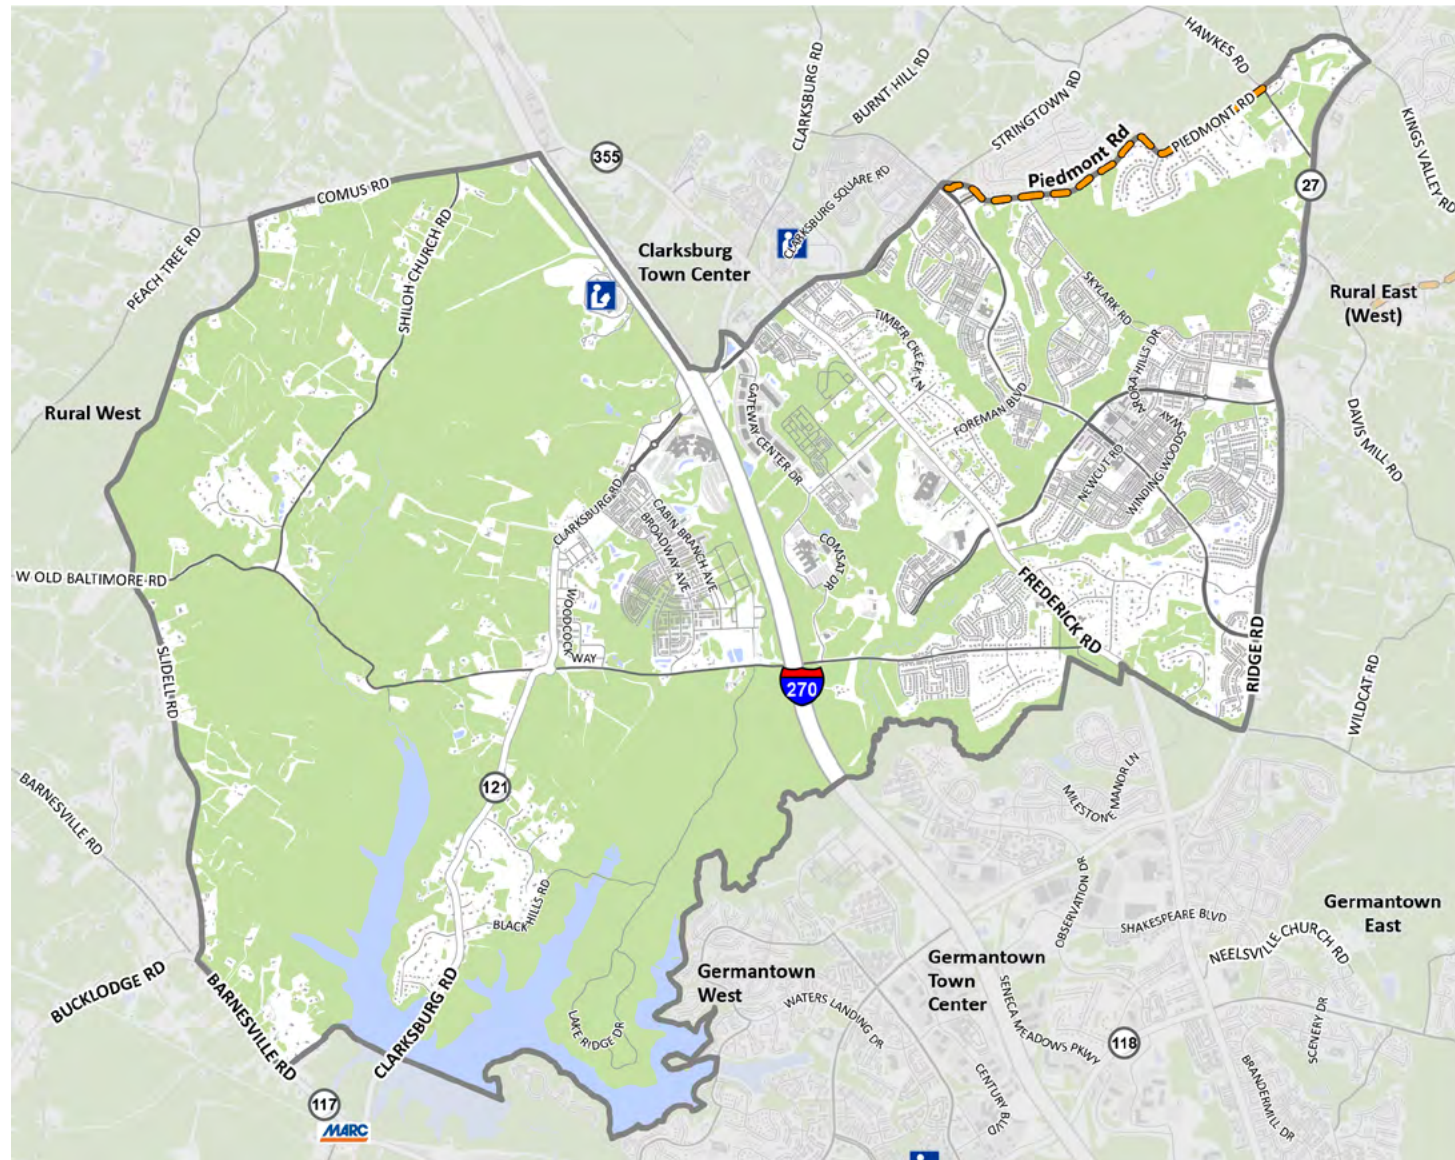 HAWKES RD
CLARKSBURG RD
BURNT HILL RD
STRINGTOWN RD
PIEDMONT RD
Piedmont Rd
KINGS VALLEY RD
355
27
COMUS RD
CLARKSBURG SQUARE RD
PEACH TREE RD
SHILOH CHURCH RD
Clarksburg
Town Center
SKYLARK RD
Rural East
(West)
TIMBER CREEK LN
ARORA HILLS DR
Rural West
GATEWAY CENTER DR
FOREMAN BLVD
DAVIS MILL RD
NEWCUT RD
WINDING WOODS
WAY
CLARKSBURG RD
CABIN BRANCH AVE
BROADWAY AVE
COMSAT DR
W OLD BALTIMORE RD
WOODCOCK
WAY
FREDERICK RD
RIDGE RD
SLIDELL RD
270
WILDCAT RD
121
BARNESVILLE RD
MILESTONE MANOR LN
BLACK HILLS RD
OBSERVATION DR
SHAKESPEARE BLVD
Germantown
East
NEELSVILLE CHURCH RD
BUCKLODGE RD
BARNESVILLE RD
CLARKSBURG RD
LAKE RIDGE DR
Germantown
West
Germantown
Town
Center
WATERS LANDING DR
SENECA MEADOWS PKWY
118
SCENERY DR
BRANDERMILL DR
CENTURY BLVD
117
MARC